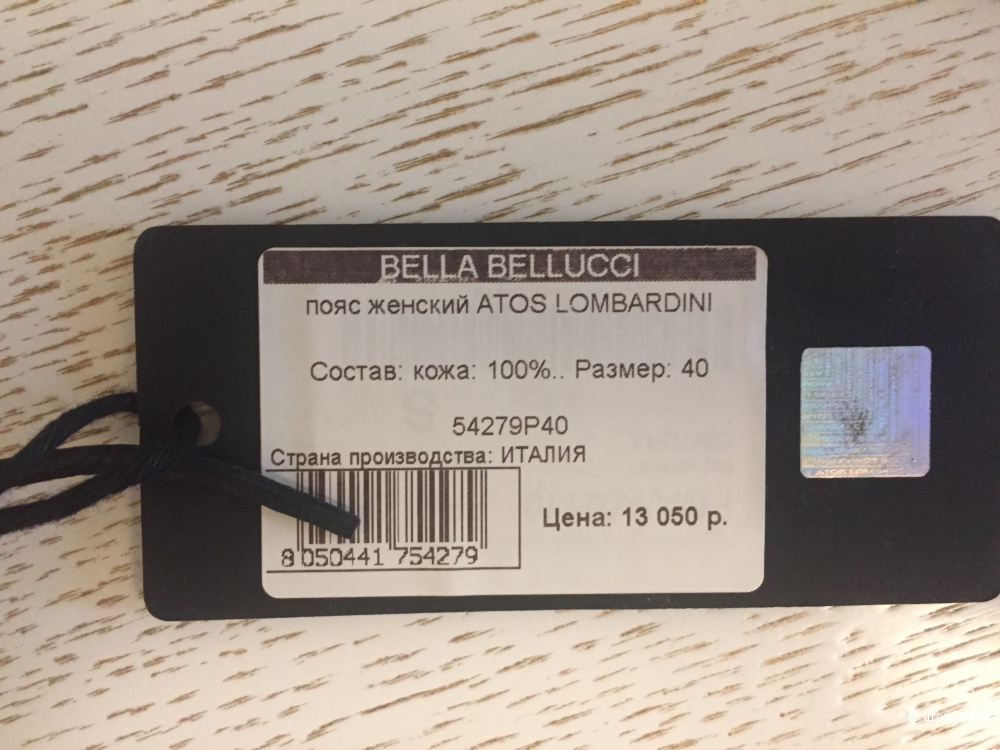 BELLA BELLUCCI
пояс женский ATOS LOMBARDINI
Состав: кожа: 100%.. Размер: 40
54279P40
Страна производства: ИТАЛИЯ
Цена: 13 050 р.
8 050441 754279